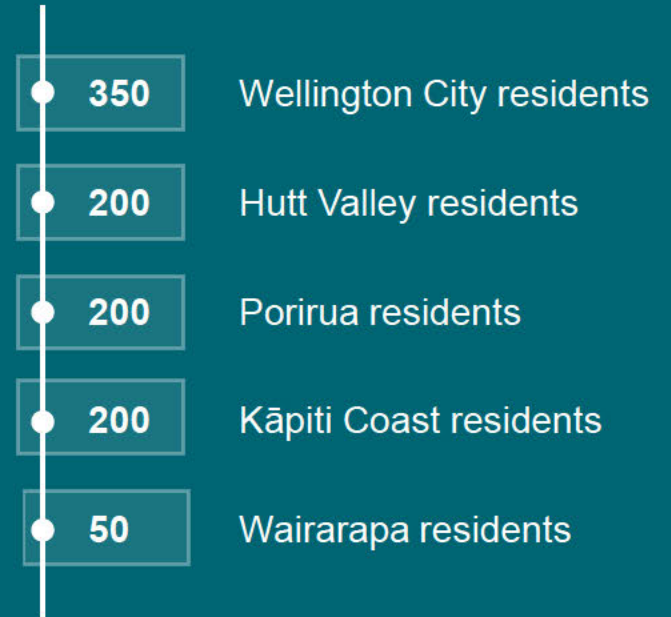 350 Wellington City residents
200 Hutt Valley residents
200 Porirua residents
200 Kāpiti Coast residents
50 Wairarapa residents